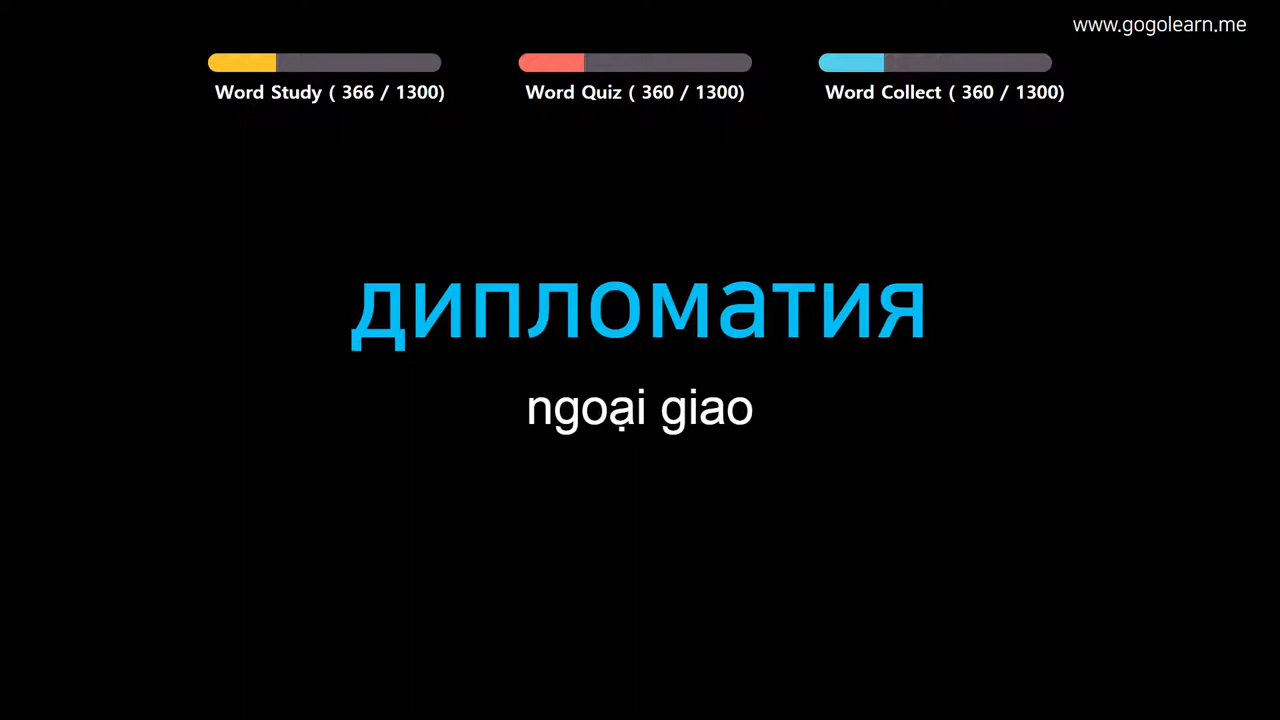 www.gogolearn.me
Word Study ( 366 / 1300)
Word Quiz ( 360 / 1300)
Word Collect ( 360 / 1300)
дипломатия
ngoại giao